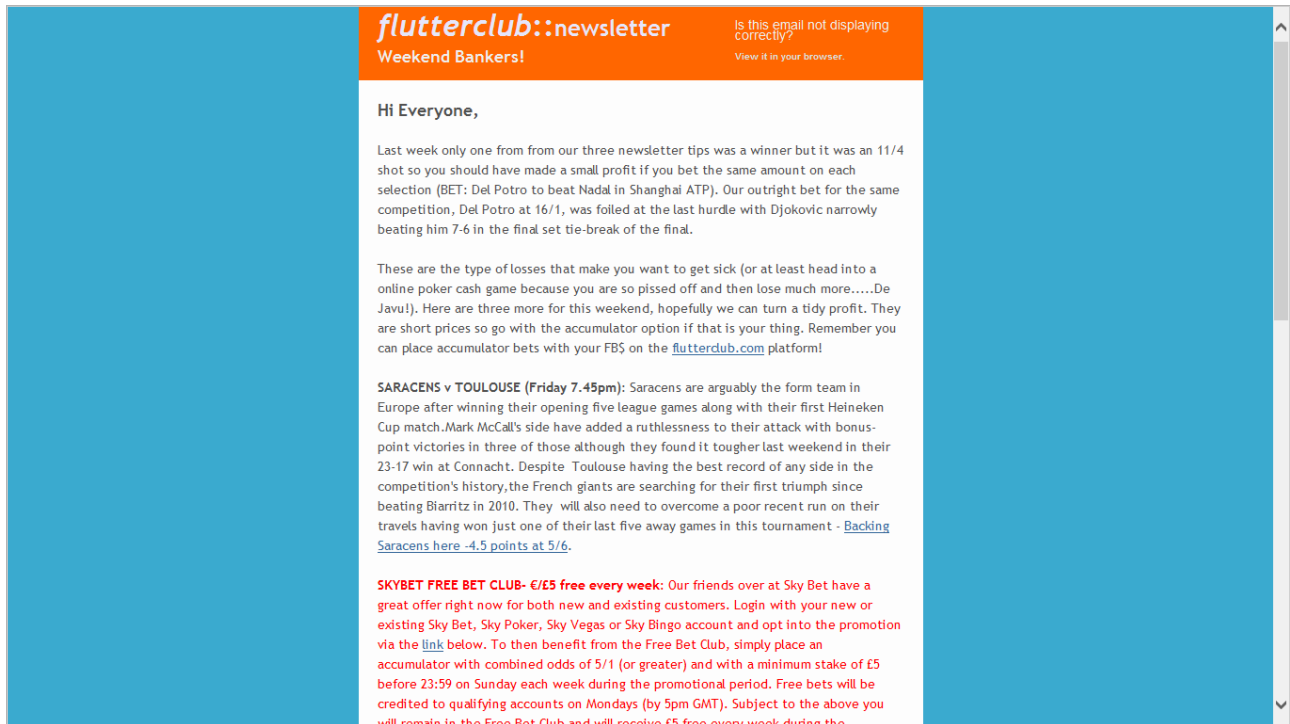 flutterclub::newsletter
Weekend Bankers!
Is this email not displaying
correctly?
View it in your browser.
Hi Everyone,
Last week only one from from our three newsletter tips was a winner but it was an 11/4
shot so you should have made a small profit if you bet the same amount on each
selection (BET: Del Potro to beat Nadal in Shanghai ATP). Our outright bet for the same
competition, Del Potro at 16/1, was foiled at the last hurdle with Djokovic narrowly
beating him 7-6 in the final set tie-break of the final.
These are the type of losses that make you want to get sick (or at least head into a
online poker cash game because you are so pissed off and then lose much more.....De
Javu!). Here are three more for this weekend, hopefully we can turn a tidy profit. They
are short prices so go with the accumulator option if that is your thing. Remember you
can place accumulator bets with your FB$ on the flutterclub.com platform!
SARACENS v TOULOUSE (Friday 7.45pm): Saracens are arguably the form team in
Europe after winning their opening five league games along with their first Heineken
Cup match.Mark McCall's side have added a ruthlessness to their attack with bonus-
point victories in three of those although they found it tougher last weekend in their
23-17 win at Connacht. Despite  Toulouse having the best record of any side in the
competition's history,the French giants are searching for their first triumph since
beating Biarritz in 2010. They  will also need to overcome a poor recent run on their
travels having won just one of their last five away games in this tournament - Backing
Saracens here -4.5 points at 5/6.
SKYBET FREE BET CLUB- €/£5 free every week: Our friends over at Sky Bet have a
great offer right now for both new and existing customers. Login with your new or
existing Sky Bet, Sky Poker, Sky Vegas or Sky Bingo account and opt into the promotion
via the link below. To then benefit from the Free Bet Club, simply place an
accumulator with combined odds of 5/1 (or greater) and with a minimum stake of £5
before 23:59 on Sunday each week during the promotional period. Free bets will be
credited to qualifying accounts on Mondays (by 5pm GMT). Subject to the above you
will remain in the Free Bet Club and will receive £5 free every week during the